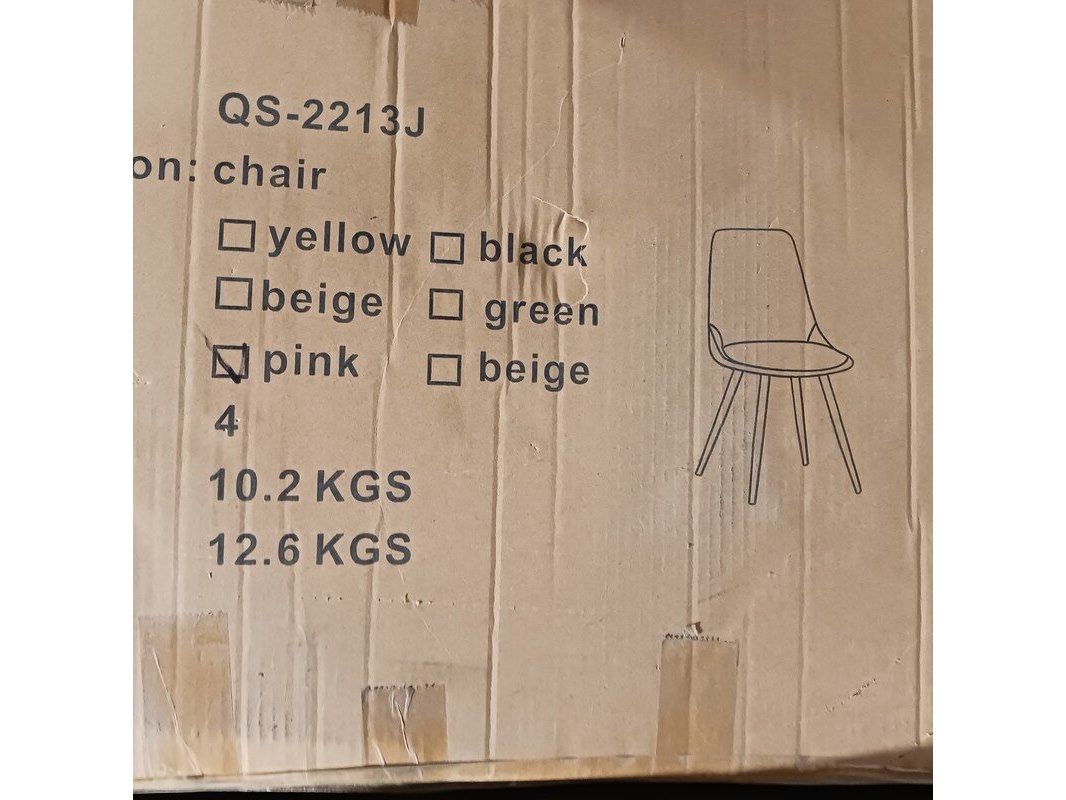 QS-2213J
on: chair
yellow black
beige green
pink beige
4
10.2 KGS
12.6 KGS